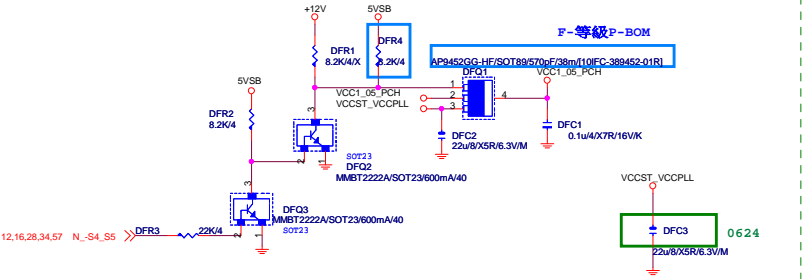 +12V
5VSB
F-等級P-BOM
DFR1
8.2K/4/X
DFR4
8.2K/4
AP9452GG-HF/SOT89/570pF/38m/[10IFC-389452-01R]
DFQ1
VCC1_05_PCH
5VSB
VCC1_05_PCH
VCCST_VCCPLL
1
2
3
4
DFR2
8.2K/4
3
DFC1
0.1u/4/X7R/16V/K
DFC2
22u/8/X5R/6.3V/M
2
1
SOT23
DFQ2
MMBT2222A/SOT23/600mA/40
3
VCCST_VCCPLL
DFQ3
MMBT2222A/SOT23/600mA/40
SOT23
12,16,28,34,57 N_-S4_S5
DFR3
22K/4
2
1
DFC3
0624
22u/8/X5R/6.3V/M